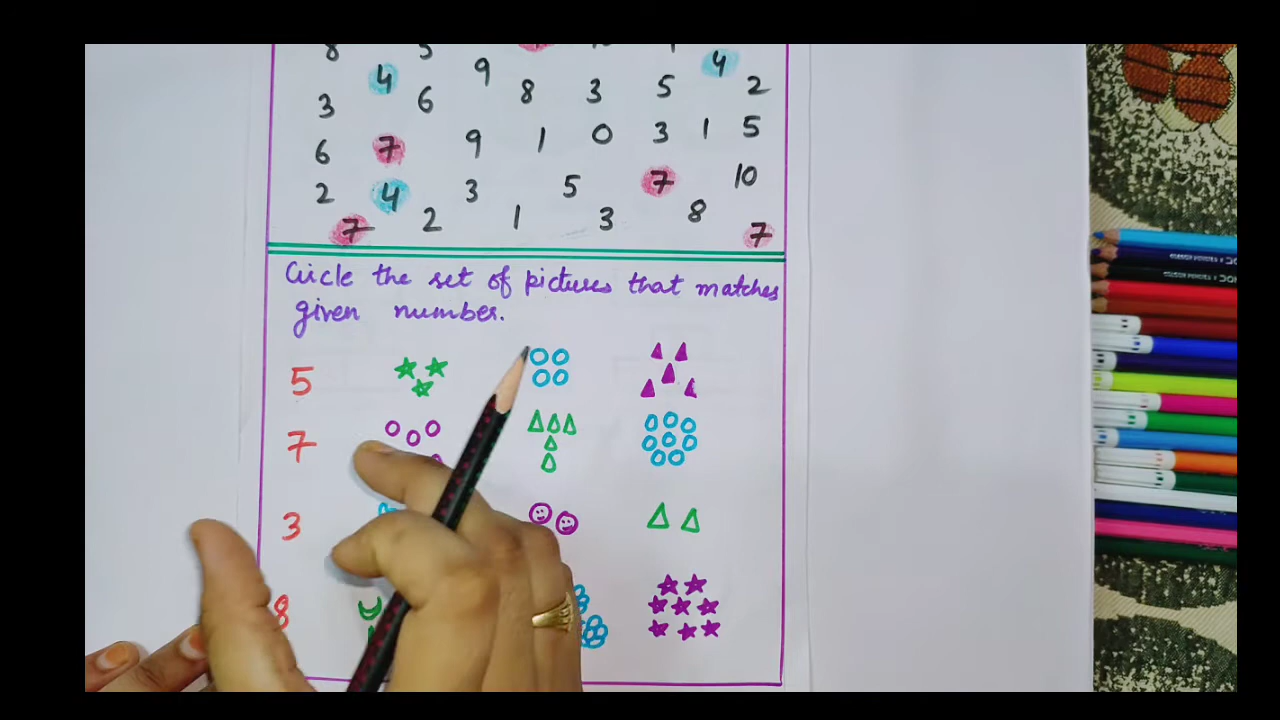 8 5
4 9 4
3 6 8 3 5 2
6 7 9 1 0 3 1 5
2 4 3 5 7 10
7 2 1 3 8 7
Circle the set of pictures that matches
given number.
5
7
3
8